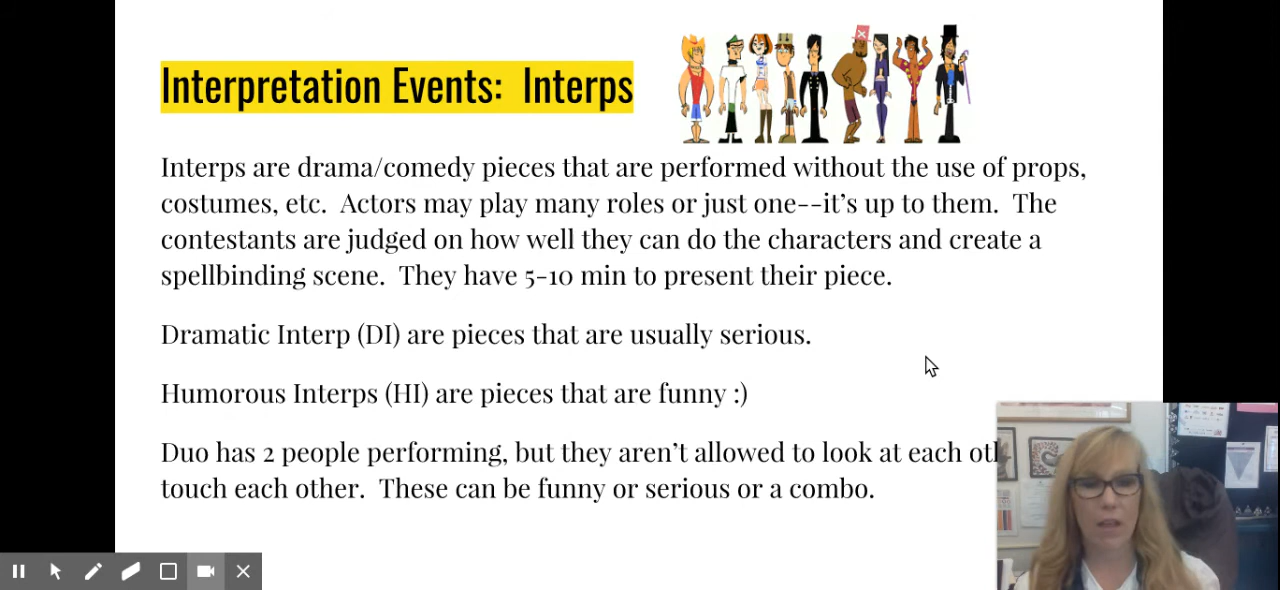 Interpretation Events:  Interps
Interps are drama/comedy pieces that are performed without the use of props,
costumes, etc.  Actors may play many roles or just one--it's up to them.  The
contestants are judged on how well they can do the characters and create a
spellbinding scene.  They have 5-10 min to present their piece.
Dramatic Interp (DI) are pieces that are usually serious.
Humorous Interps (HI) are pieces that are funny :)
Duo has 2 people performing, but they aren't allowed to look at each
touch each other.  These can be funny or serious or a combo.